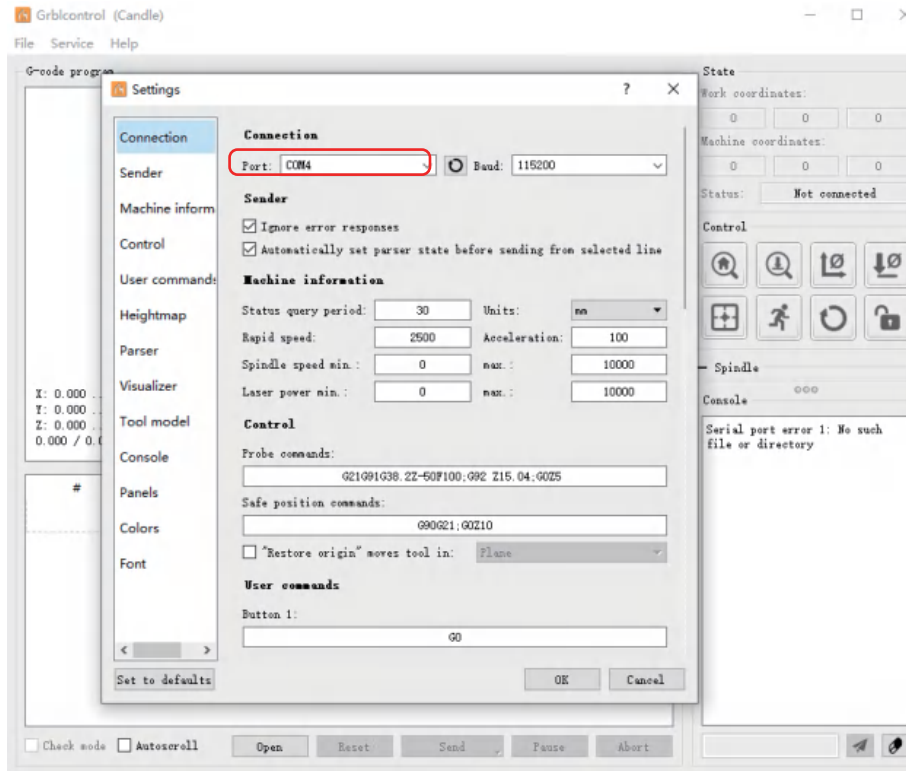 Grblcontrol (Candle)
File Service Help
G-code program
Settings
?
Connection
Sender
Machine inform
Control
User commands
Heightmap
Parser
Visualizer
Tool model
Console
Panels
Colors
Font
Set to defaults
Connection
Port: COM4 Baud: 115200
Sender
Ignore error responses
Automatically set parser state before sending from selected line
Machine information
Status query period: 30 Units: mm
Rapid speed: 2500 Acceleration: 100
Spindle speed min.: 0 max.: 10000
Laser power min.: 0 max.: 10000
Control
Probe commands:
G21G91G38.2Z-50F100;G92 Z15.04;G0Z5
Safe position commands:
G90G21;G0Z10
"Restore origin" moves tool in: Plane
User commands
Button 1:
G0
OK Cancel
X: 0.000 ..
Y: 0.000 ..
Z: 0.000 ..
0.000 / 0.0
#
Check mode Autoscroll Open Reset Send Pause Abort
State
Work coordinates:
0 0 0
Machine coordinates:
0 0 0
Status: Not connected
Control
Spindle
Console
Serial port error 1: No such
file or directory